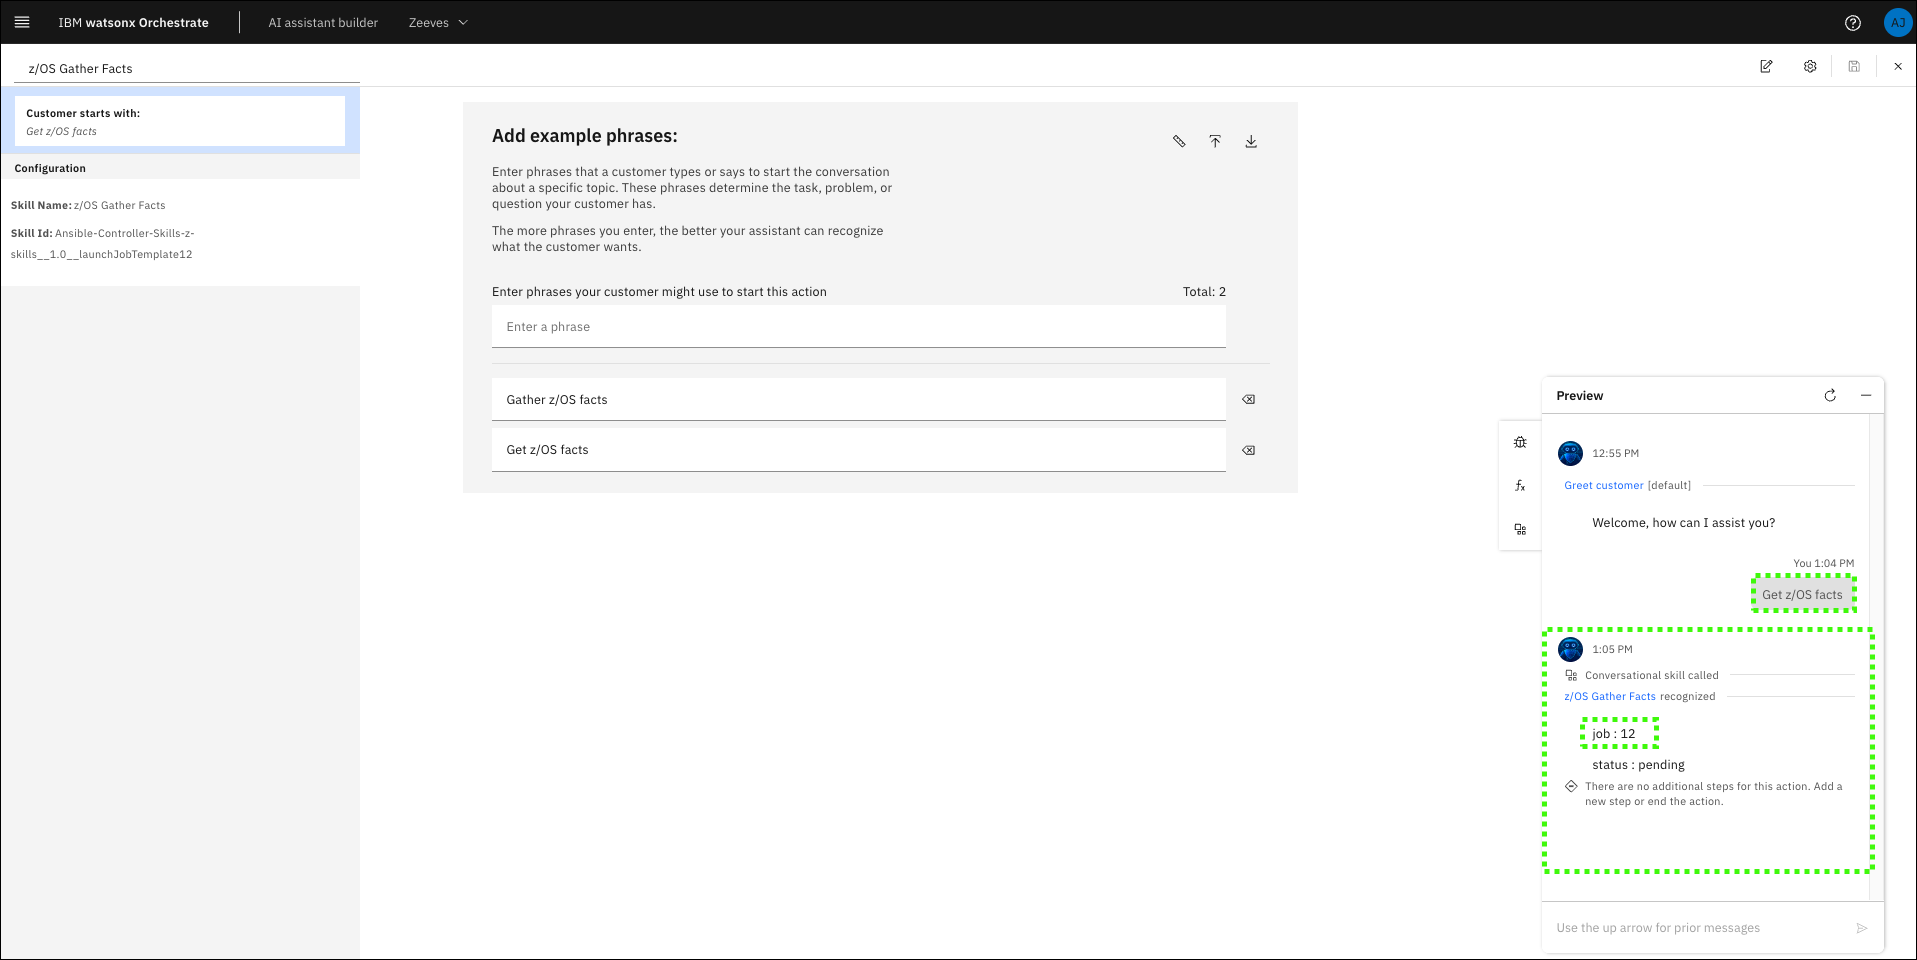 IBM watsonx Orchestrate
AI assistant builder
Zeeves
AJ
z/OS Gather Facts
Customer starts with:
Get z/OS facts
Configuration
Skill Name: z/OS Gather Facts
Skill Id: Ansible-Controller-Skills-z-
skills__1.0__launchJobTemplate12
Add example phrases:
Enter phrases that a customer types or says to start the conversation
about a specific topic. These phrases determine the task, problem, or
question your customer has.
The more phrases you enter, the better your assistant can recognize
what the customer wants.
Enter phrases your customer might use to start this action
Total: 2
Enter a phrase
Gather z/OS facts
Get z/OS facts
Preview
12:55 PM
Greet customer [default]
Welcome, how can I assist you?
You 1:04 PM
Get z/OS facts
1:05 PM
Conversational skill called
z/OS Gather Facts recognized
job : 12
status : pending
There are no additional steps for this action. Add a
new step or end the action.
Use the up arrow for prior messages